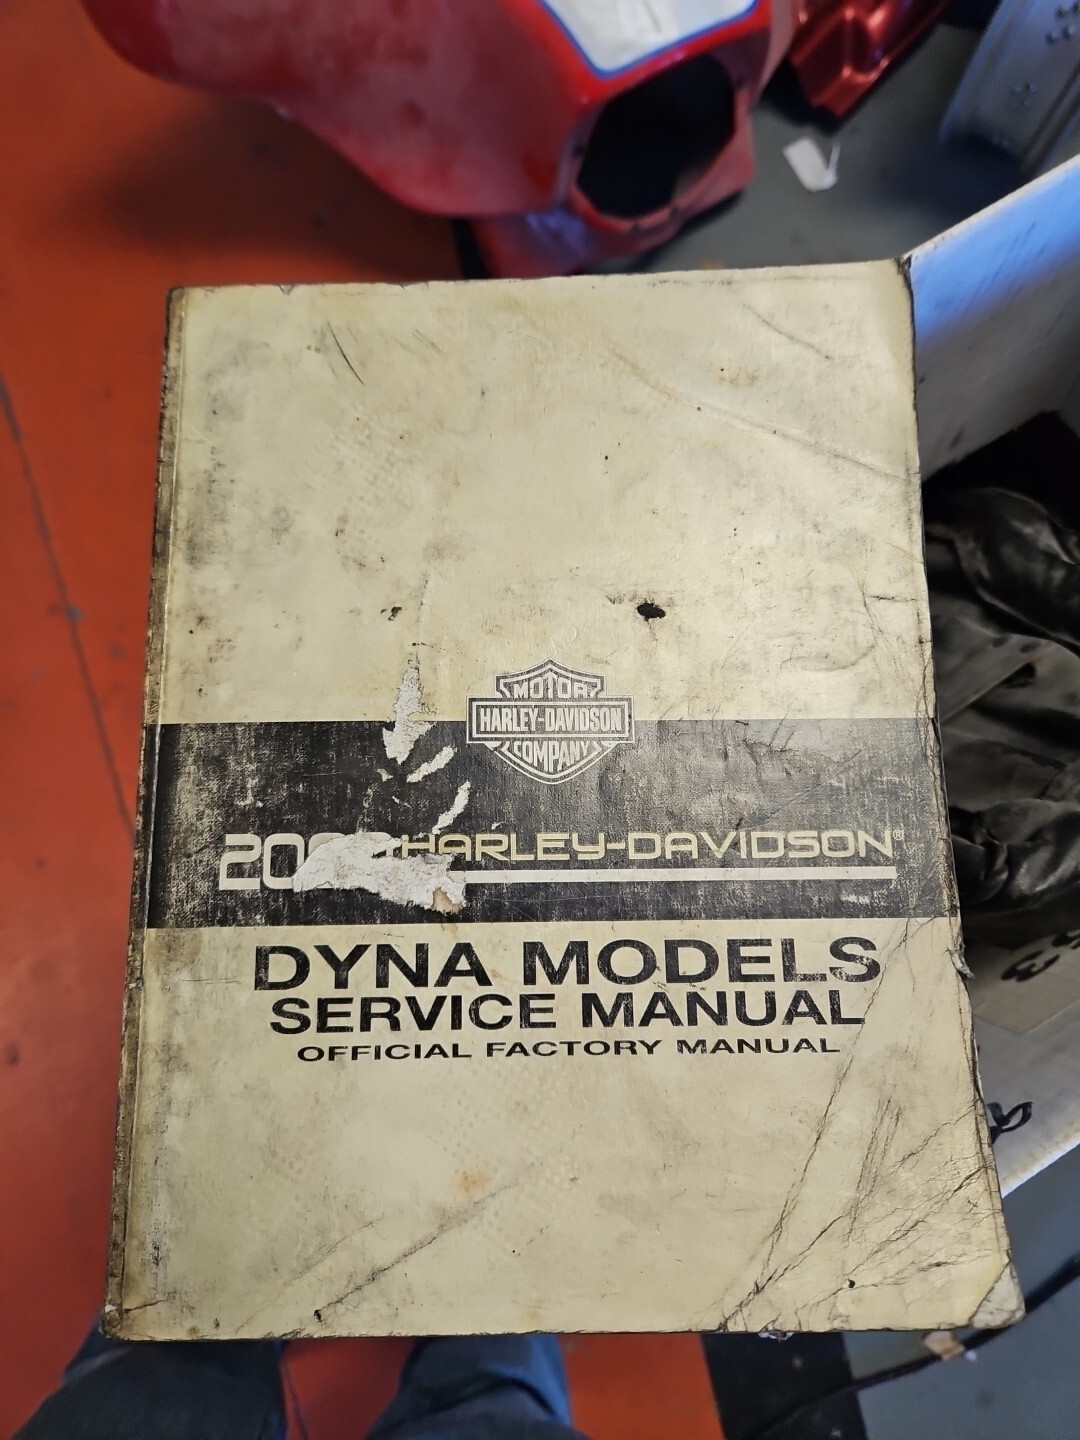 MOTOR
HARLEY-DAVIDSON
COMPANY
HARLEY-DAVIDSON®
DYNA MODELS
SERVICE MANUAL
OFFICIAL FACTORY MANUAL